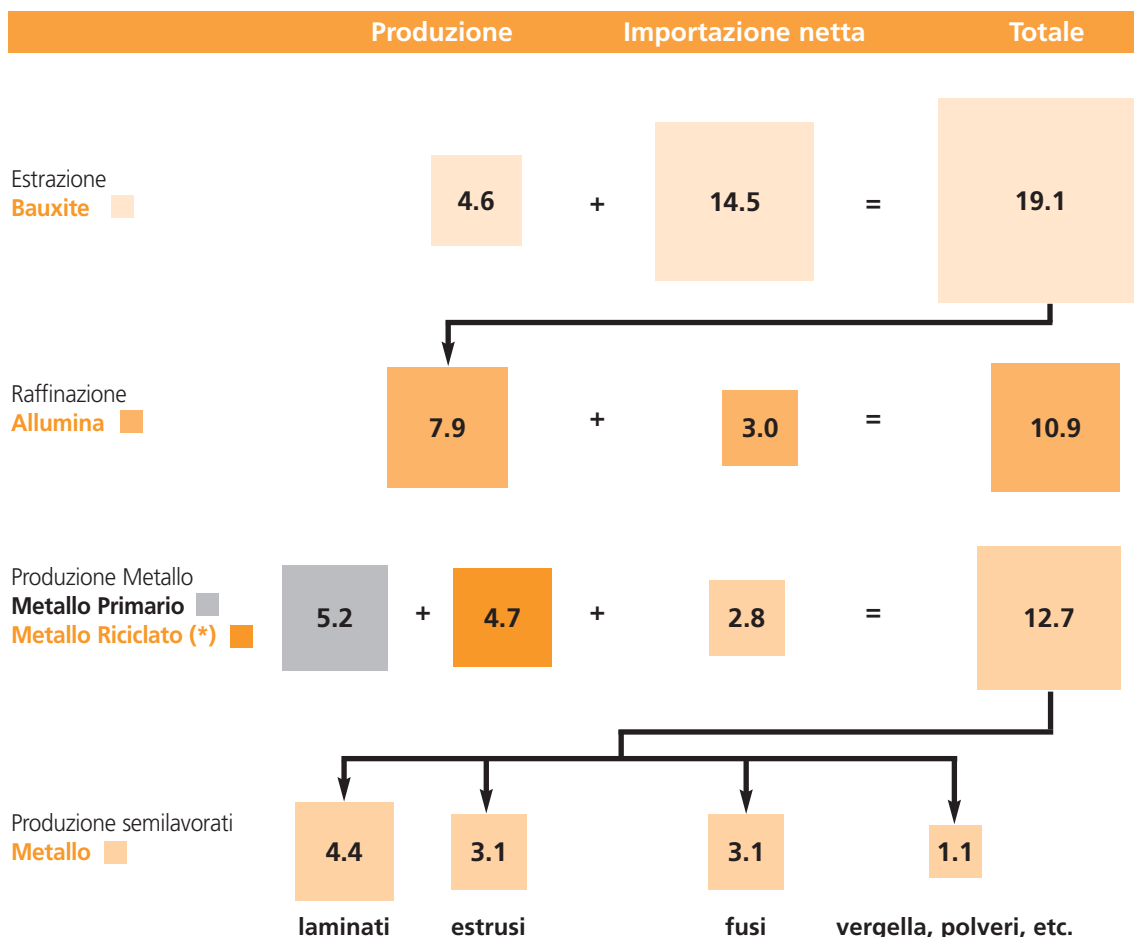 Produzione Importazione netta Totale
Estrazione
Bauxite
4.6 + 14.5 = 19.1
Raffinazione
Allumina
7.9 + 3.0 = 10.9
Produzione Metallo
Metallo Primario
Metallo Riciclato (*)
5.2 + 4.7 + 2.8 = 12.7
Produzione semilavorati
Metallo
4.4 3.1 3.1 1.1
laminati estrusi fusi vergella, polveri, etc.